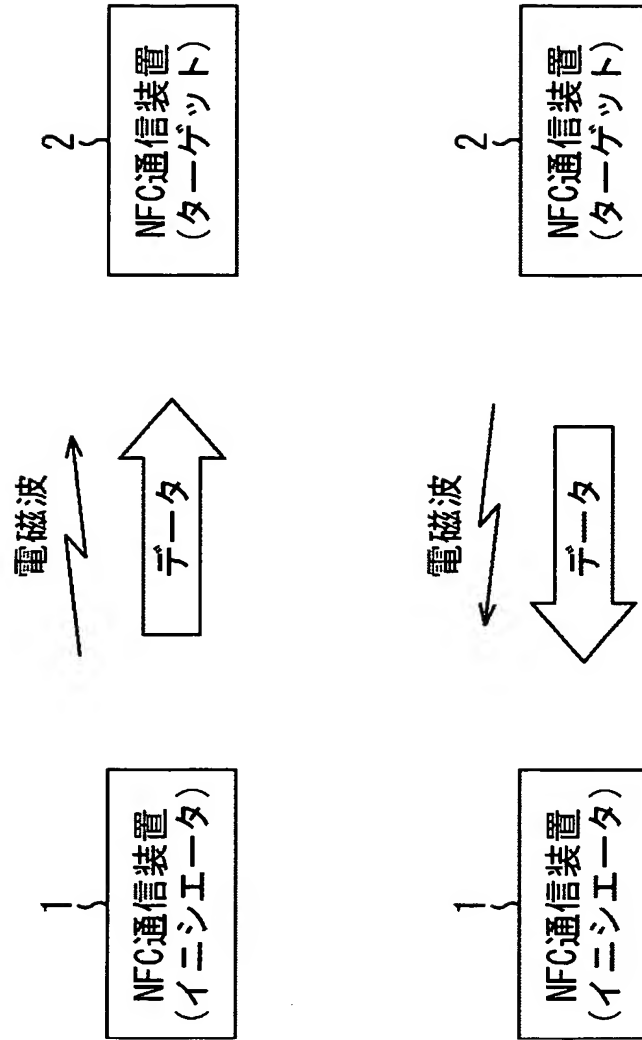 1
NFC通信装置
(イニシエータ)
電磁波
データ
2
NFC通信装置
(ターゲット)
1
NFC通信装置
(イニシエータ)
電磁波
データ
2
NFC通信装置
(ターゲット)